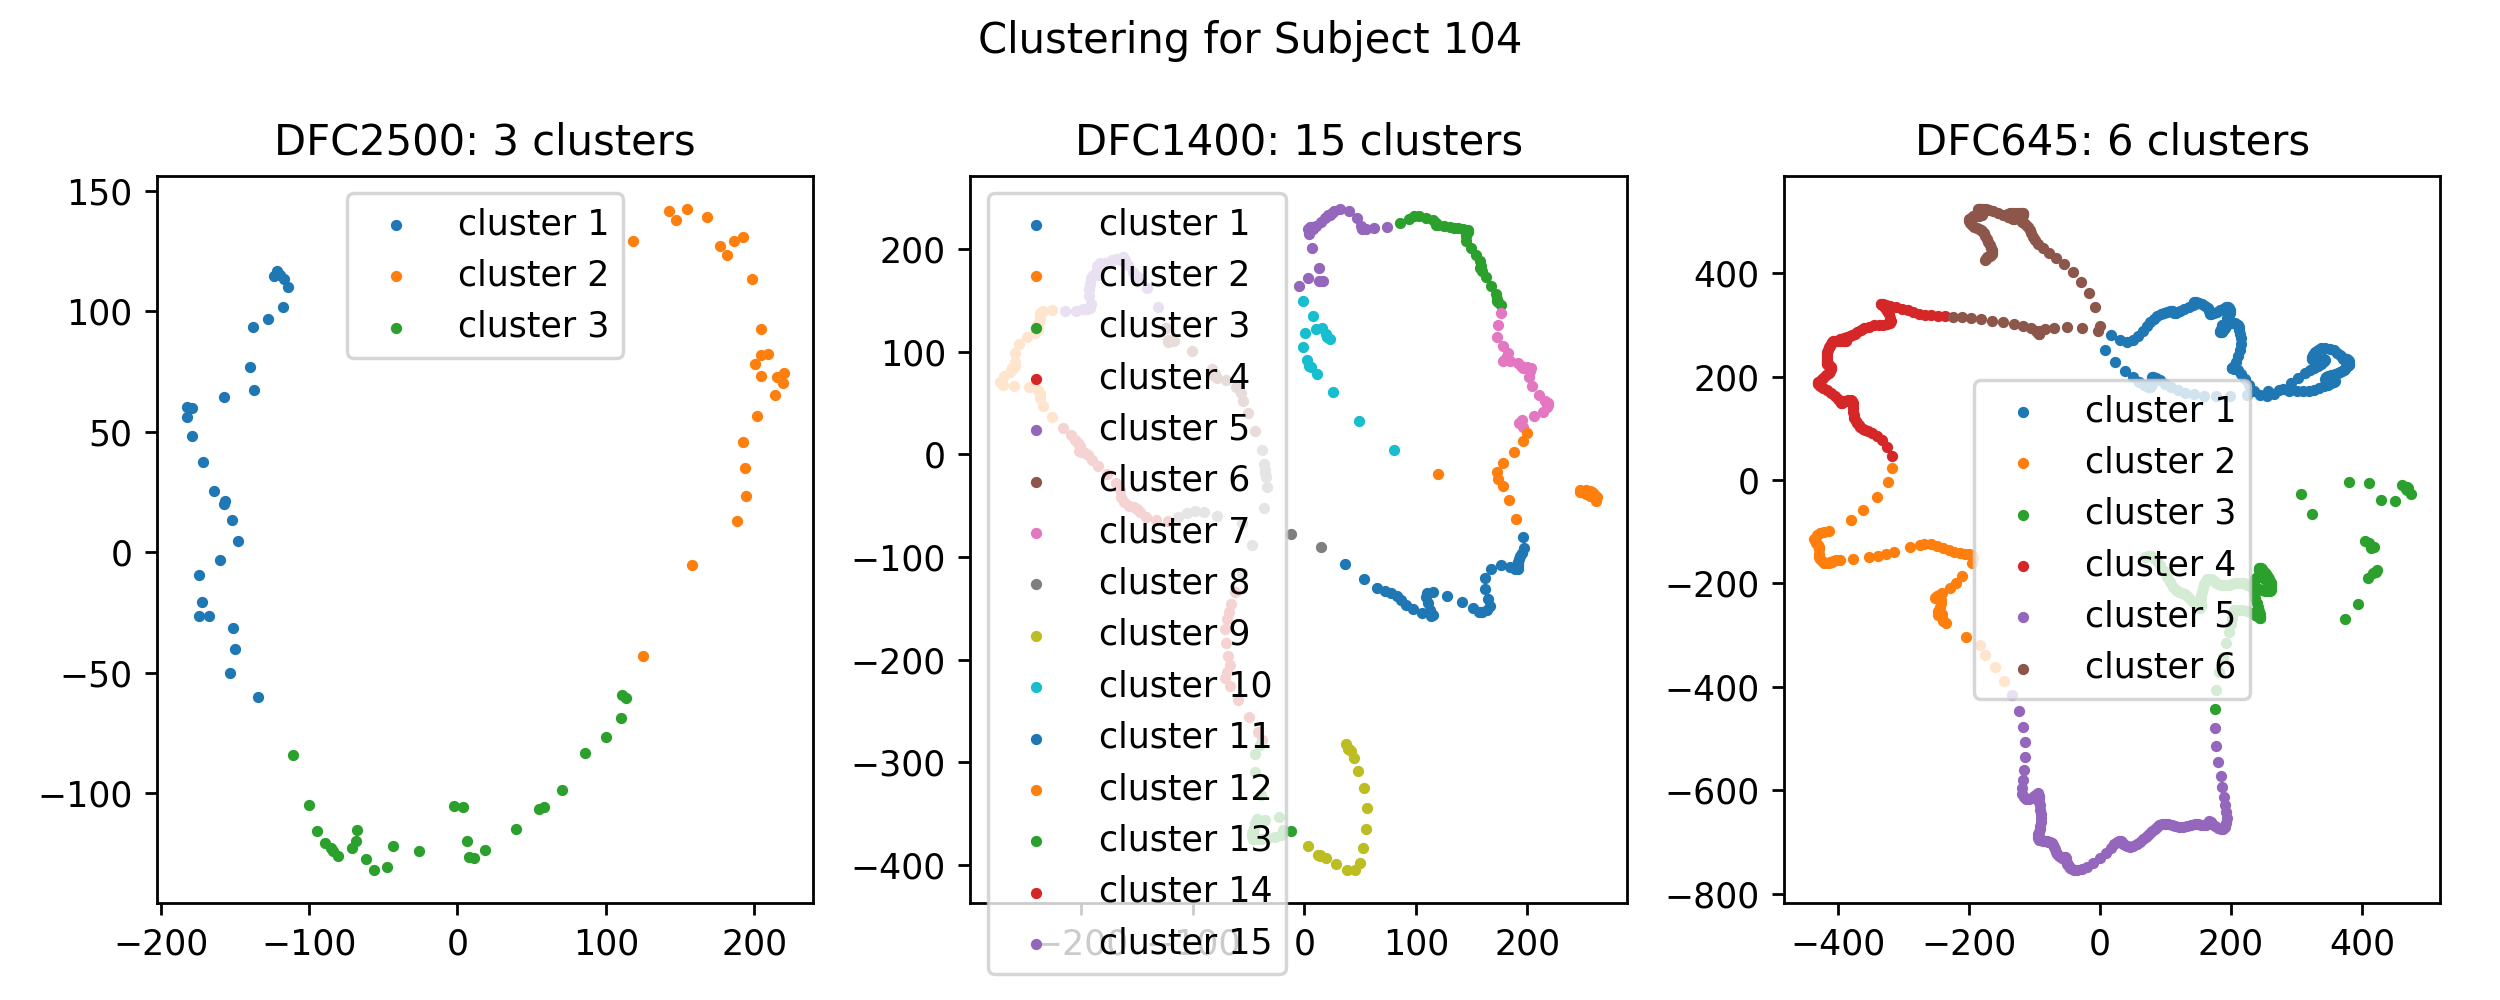 Clustering for Subject 104
DFC2500: 3 clusters
150
100
50
0
−50
−100
−200
−100
0
100
200
cluster 1
cluster 2
cluster 3
DFC1400: 15 clusters
200
100
0
−100
−200
−300
−400
−200
−100
0
100
200
cluster 1
cluster 2
cluster 3
cluster 4
cluster 5
cluster 6
cluster 7
cluster 8
cluster 9
cluster 10
cluster 11
cluster 12
cluster 13
cluster 14
cluster 15
DFC645: 6 clusters
400
200
0
−200
−400
−600
−800
−400
−200
0
200
400
cluster 1
cluster 2
cluster 3
cluster 4
cluster 5
cluster 6